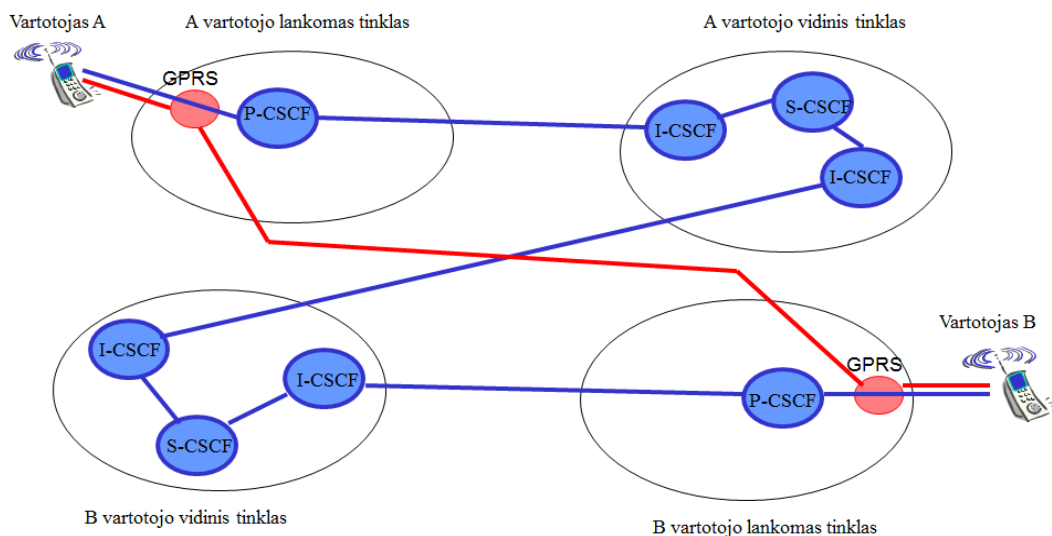 Vartotojas A
A vartotojo lankomas tinklas
A vartotojo vidinis tinklas
GPRS
P-CSCF
I-CSCF
S-CSCF
I-CSCF
I-CSCF
I-CSCF
S-CSCF
Vartotojas B
GPRS
P-CSCF
B vartotojo vidinis tinklas
B vartotojo lankomas tinklas